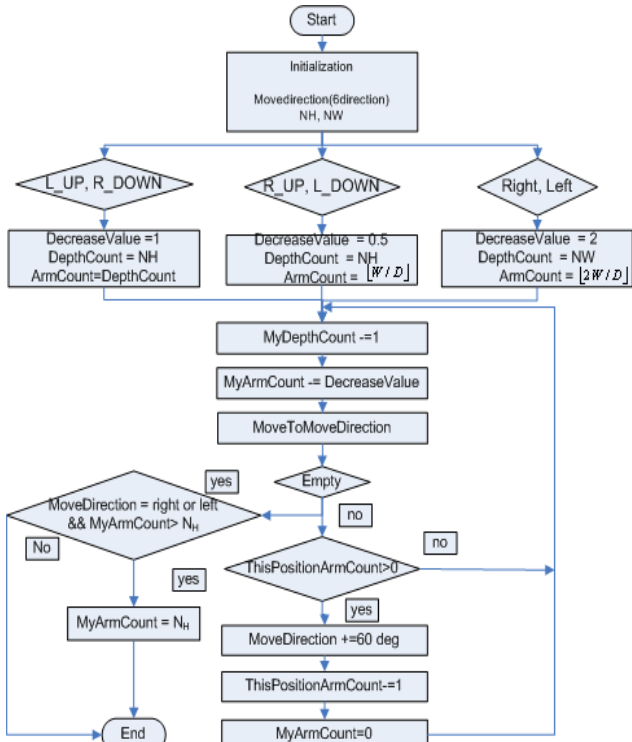 Start
Initialization
Movedirection(6direction)
NH, NW
L_UP, R_DOWN
R_UP, L_DOWN
Right, Left
DecreaseValue =1
DepthCount = NH
ArmCount=DepthCount
DecreaseValue = 0.5
DepthCount = NH
ArmCount = ⌊W / D⌋
DecreaseValue = 2
DepthCount = NW
ArmCount = ⌊2W / D⌋
MyDepthCount -=1
MyArmCount -= DecreaseValue
MoveToMoveDirection
Empty
yes
no
MoveDirection = right or left
&& MyArmCount> N_H
No
yes
ThisPositionArmCount>0
no
yes
MyArmCount = N_H
MoveDirection +=60 deg
ThisPositionArmCount-=1
MyArmCount=0
End